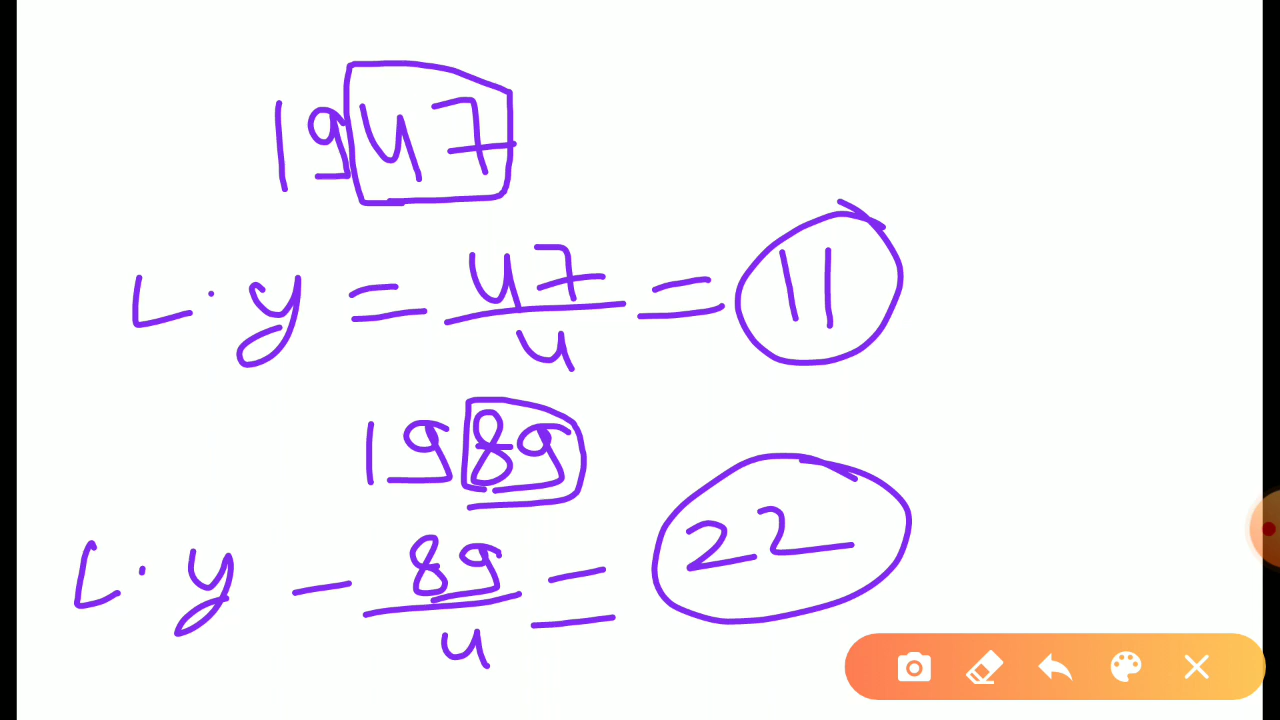 1947
L.y = 47/4 = 11
1989
L.y - 89/4 = 22